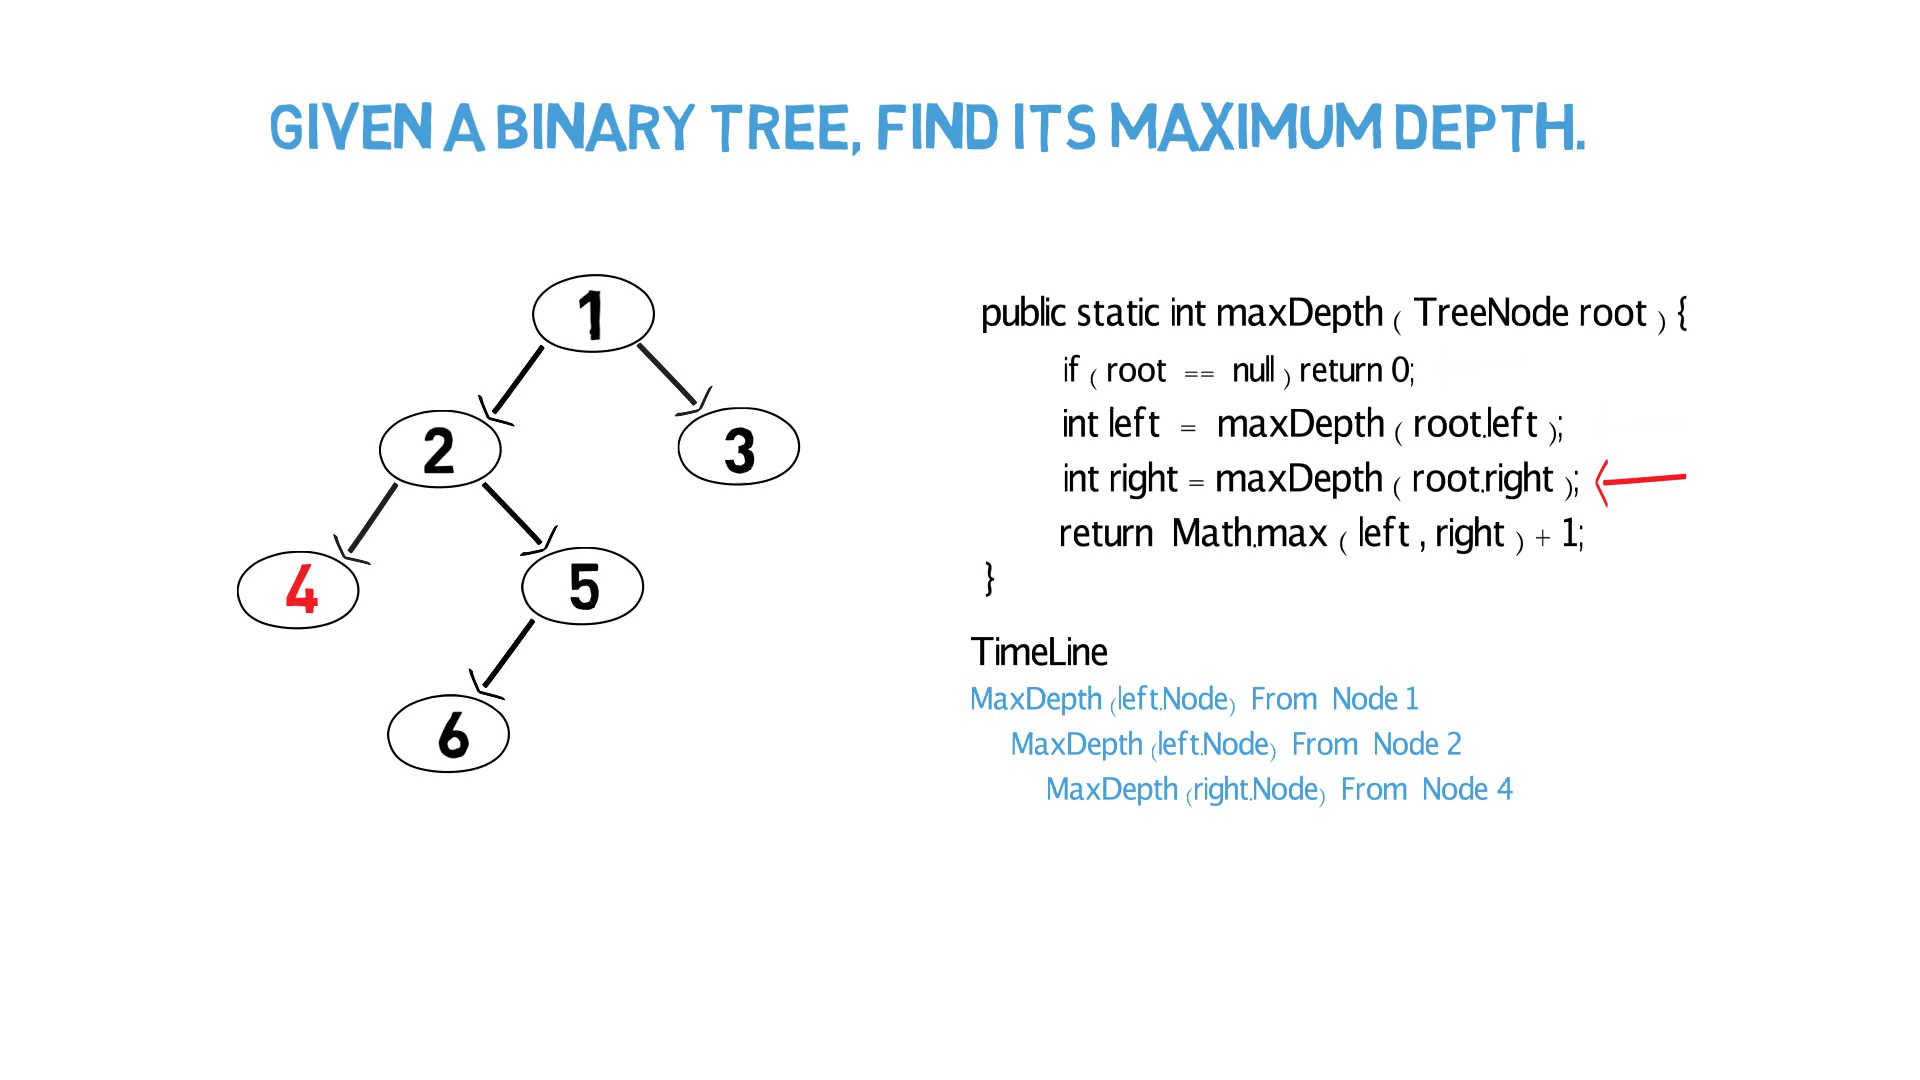 GIVEN A BINARY TREE, FIND ITS MAXIMUM DEPTH.
1
2
3
4
5
6
public static int maxDepth ( TreeNode root ) {
if ( root == null ) return 0;
int left = maxDepth ( root.left );
int right = maxDepth ( root.right );
return Math.max ( left , right ) + 1;
}
TimeLine
MaxDepth (left.Node) From Node 1
MaxDepth (left.Node) From Node 2
MaxDepth (right.Node) From Node 4